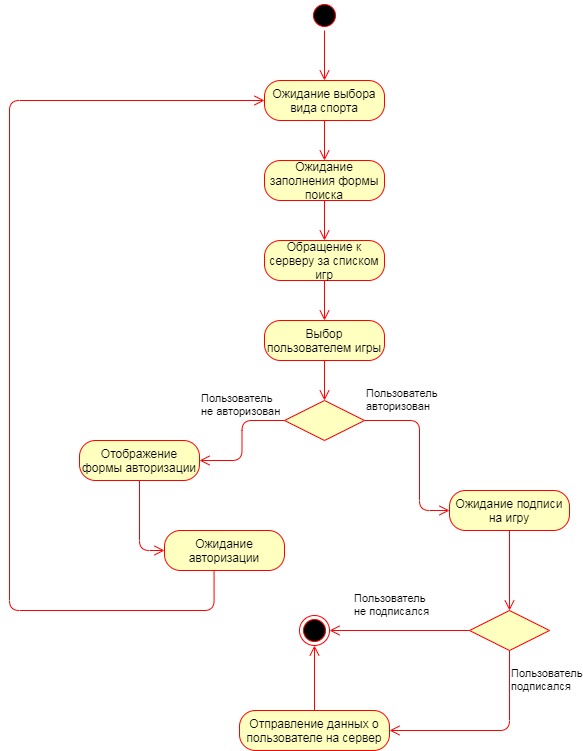 Ожидание выбора
вида спорта
Ожидание
заполнения формы
поиска
Обращение к
серверу за списком
игр
Выбор
пользователем игры
Пользователь
не авторизован
Пользователь
авторизован
Отображение
формы авторизации
Ожидание подписи
на игру
Ожидание
авторизации
Пользователь
не подписался
Пользователь
подписался
Отправление данных о
пользователе на сервер